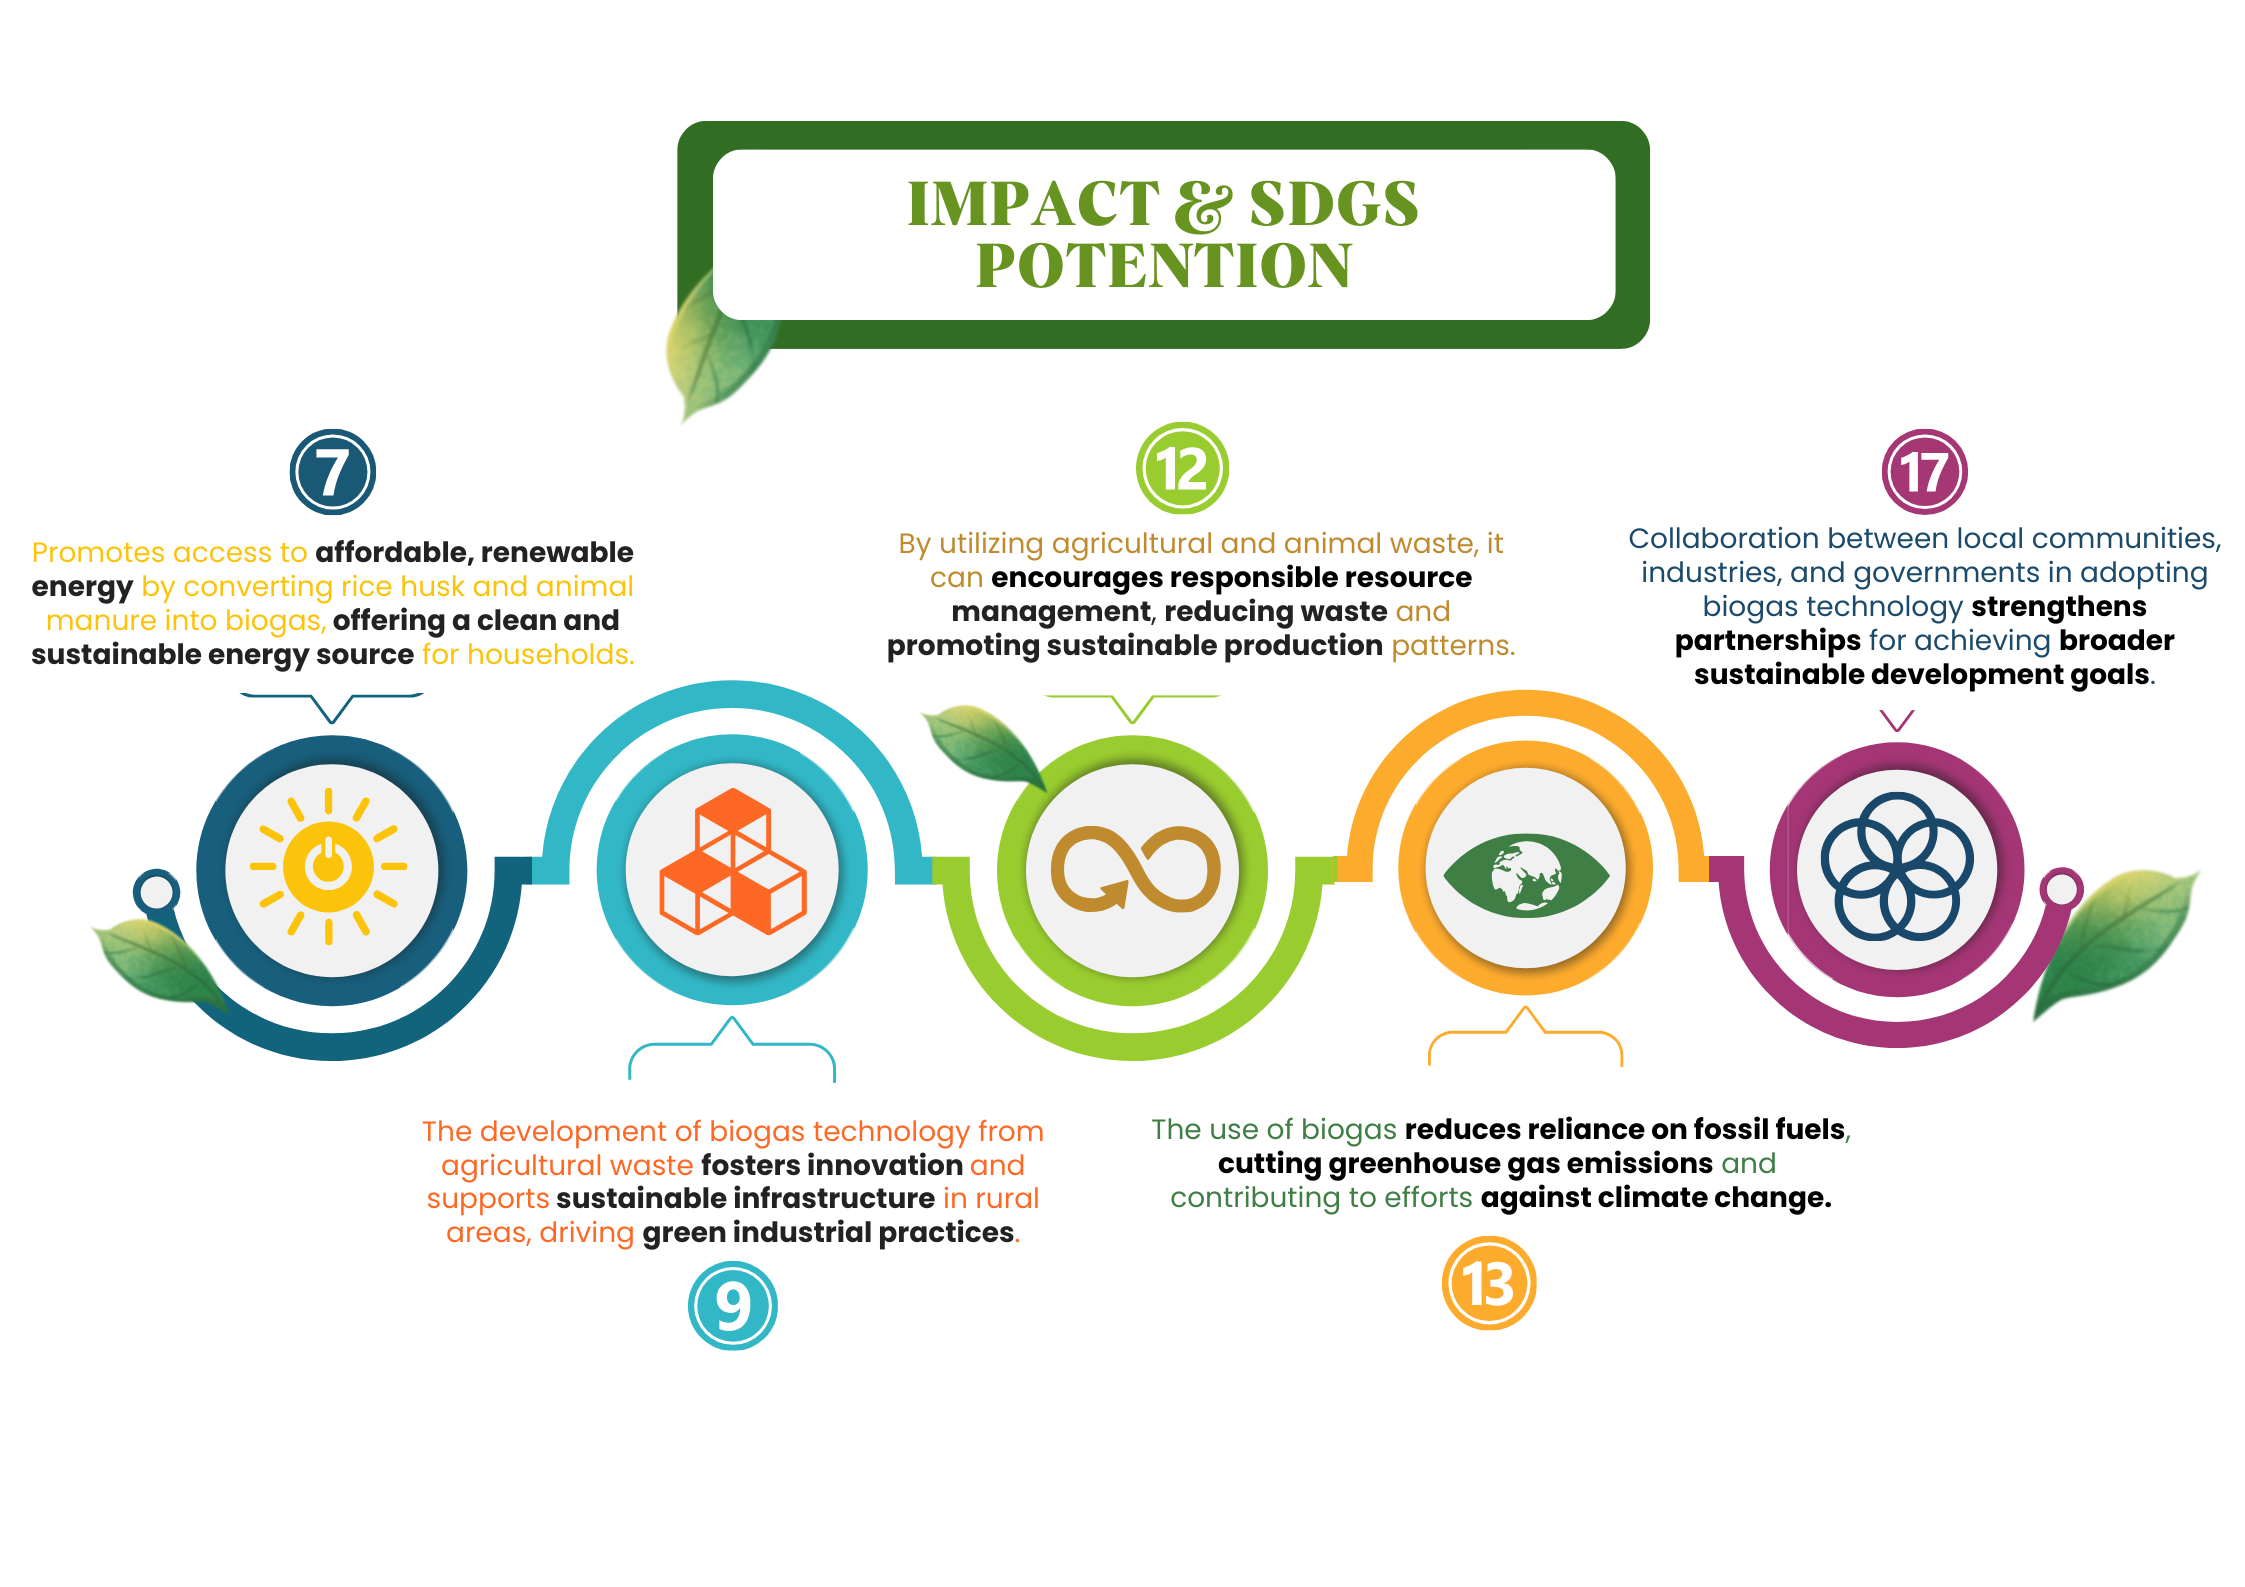 IMPACT & SDGS
POTENTION
7
Promotes access to affordable, renewable
energy by converting rice husk and animal
manure into biogas, offering a clean and
sustainable energy source for households.
12
By utilizing agricultural and animal waste, it
can encourages responsible resource
management, reducing waste and
promoting sustainable production patterns.
17
Collaboration between local communities,
industries, and governments in adopting
biogas technology strengthens
partnerships for achieving broader
sustainable development goals.
The development of biogas technology from
agricultural waste fosters innovation and
supports sustainable infrastructure in rural
areas, driving green industrial practices.
9
The use of biogas reduces reliance on fossil fuels,
cutting greenhouse gas emissions and
contributing to efforts against climate change.
13